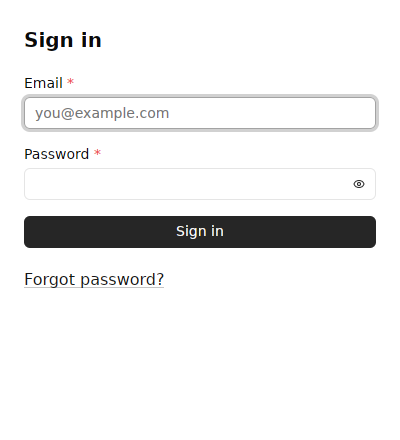 Sign in
Email *
you@example.com
Password *
Sign in
Forgot password?